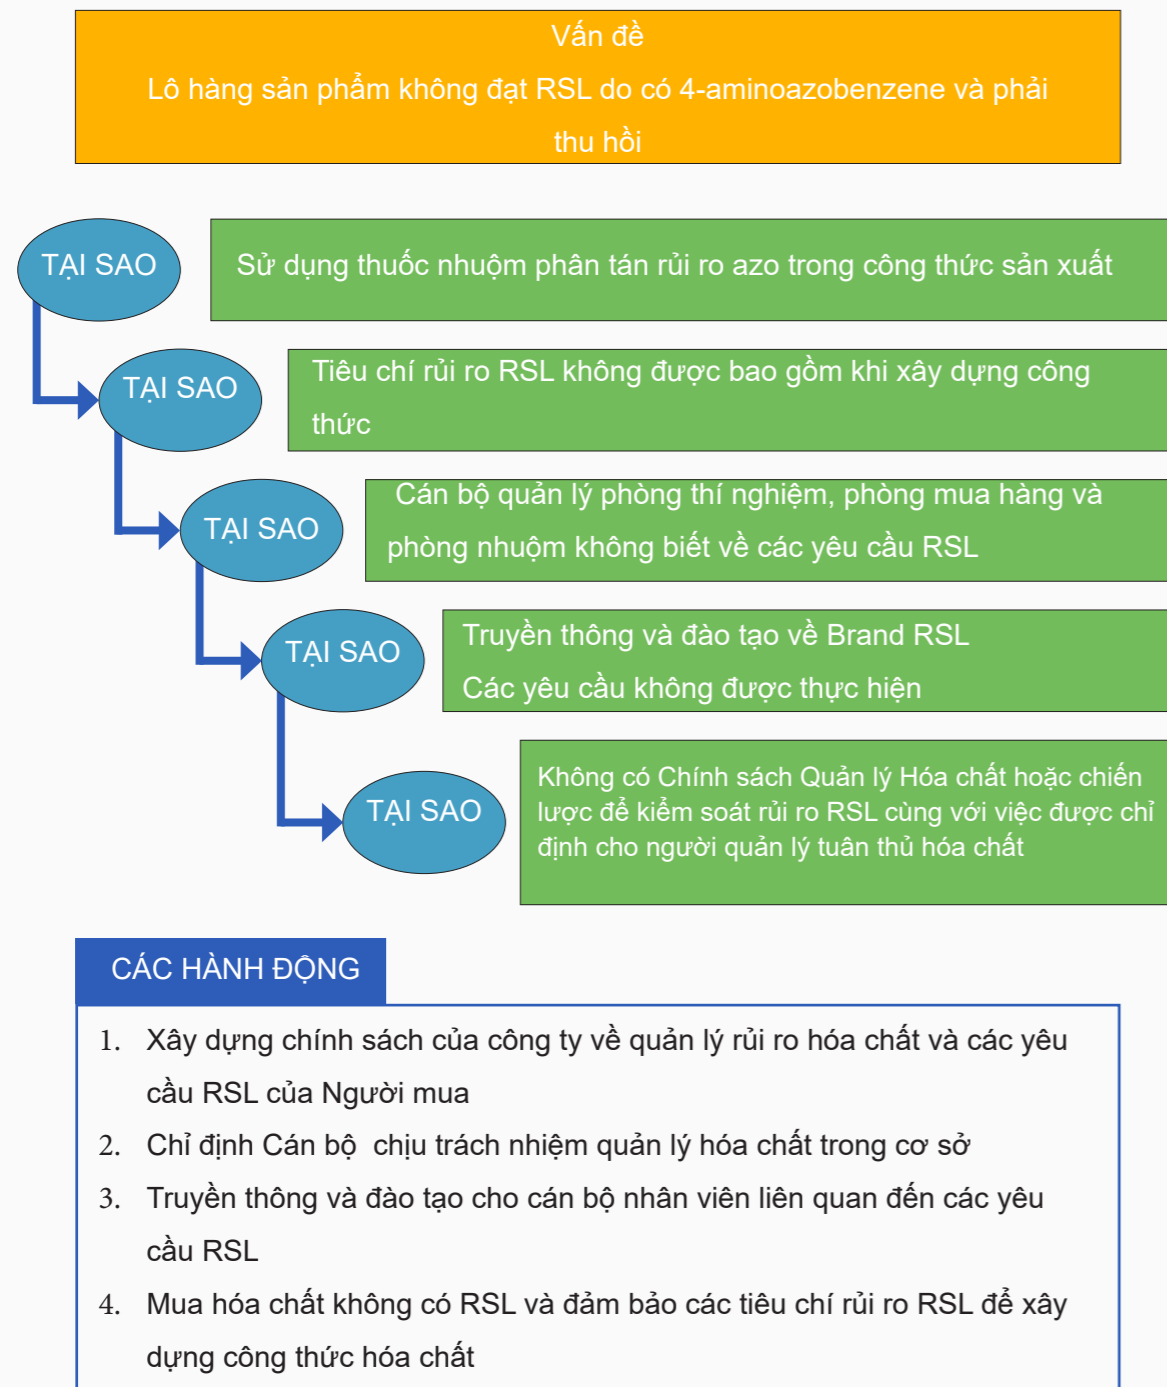 Vấn đề
Lô hàng sản phẩm không đạt RSL do có 4-aminoazobenzene và phải
thu hồi
TẠI SAO
Sử dụng thuốc nhuộm phân tán rủi ro azo trong công thức sản xuất
TẠI SAO
Tiêu chí rủi ro RSL không được bao gồm khi xây dựng công
thức
TẠI SAO
Cán bộ quản lý phòng thí nghiệm, phòng mua hàng và
phòng nhuộm không biết về các yêu cầu RSL
TẠI SAO
Truyền thông và đào tạo về Brand RSL
Các yêu cầu không được thực hiện
TẠI SAO
Không có Chính sách Quản lý Hóa chất hoặc chiến
lược để kiểm soát rủi ro RSL cùng với việc được chỉ
định cho người quản lý tuân thủ hóa chất
CÁC HÀNH ĐỘNG
1. Xây dựng chính sách của công ty về quản lý rủi ro hóa chất và các yêu
cầu RSL của Người mua
2. Chỉ định Cán bộ chịu trách nhiệm quản lý hóa chất trong cơ sở
3. Truyền thông và đào tạo cho cán bộ nhân viên liên quan đến các yêu
cầu RSL
4. Mua hóa chất không có RSL và đảm bảo các tiêu chí rủi ro RSL để xây
dựng công thức hóa chất